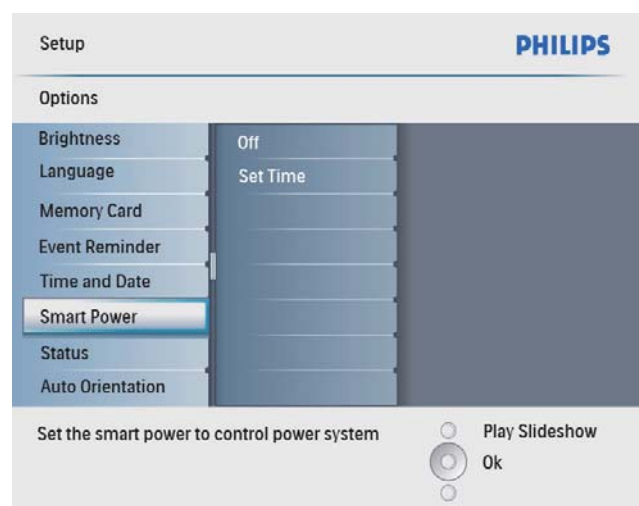 Setup
PHILIPS
Options
Brightness
Off
Language
Set Time
Memory Card
Event Reminder
Time and Date
Smart Power
Status
Auto Orientation
Set the smart power to control power system
Play Slideshow
Ok